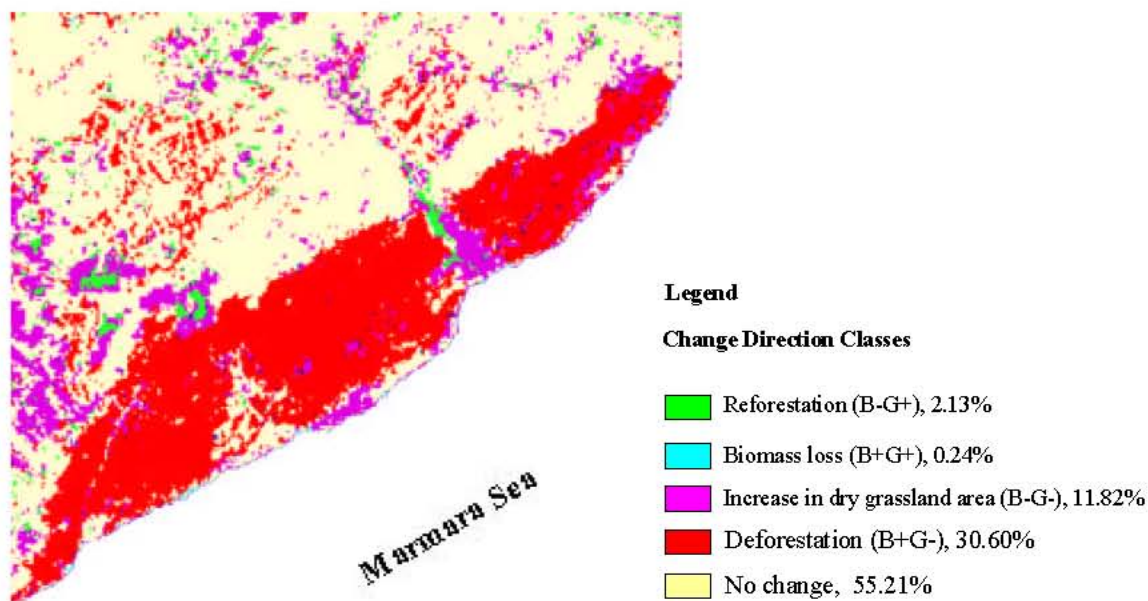 Marmara Sea
Legend
Change Direction Classes
Reforestation (B-G+), 2.13%
Biomass loss (B+G+), 0.24%
Increase in dry grassland area (B-G-), 11.82%
Deforestation (B+G-), 30.60%
No change, 55.21%